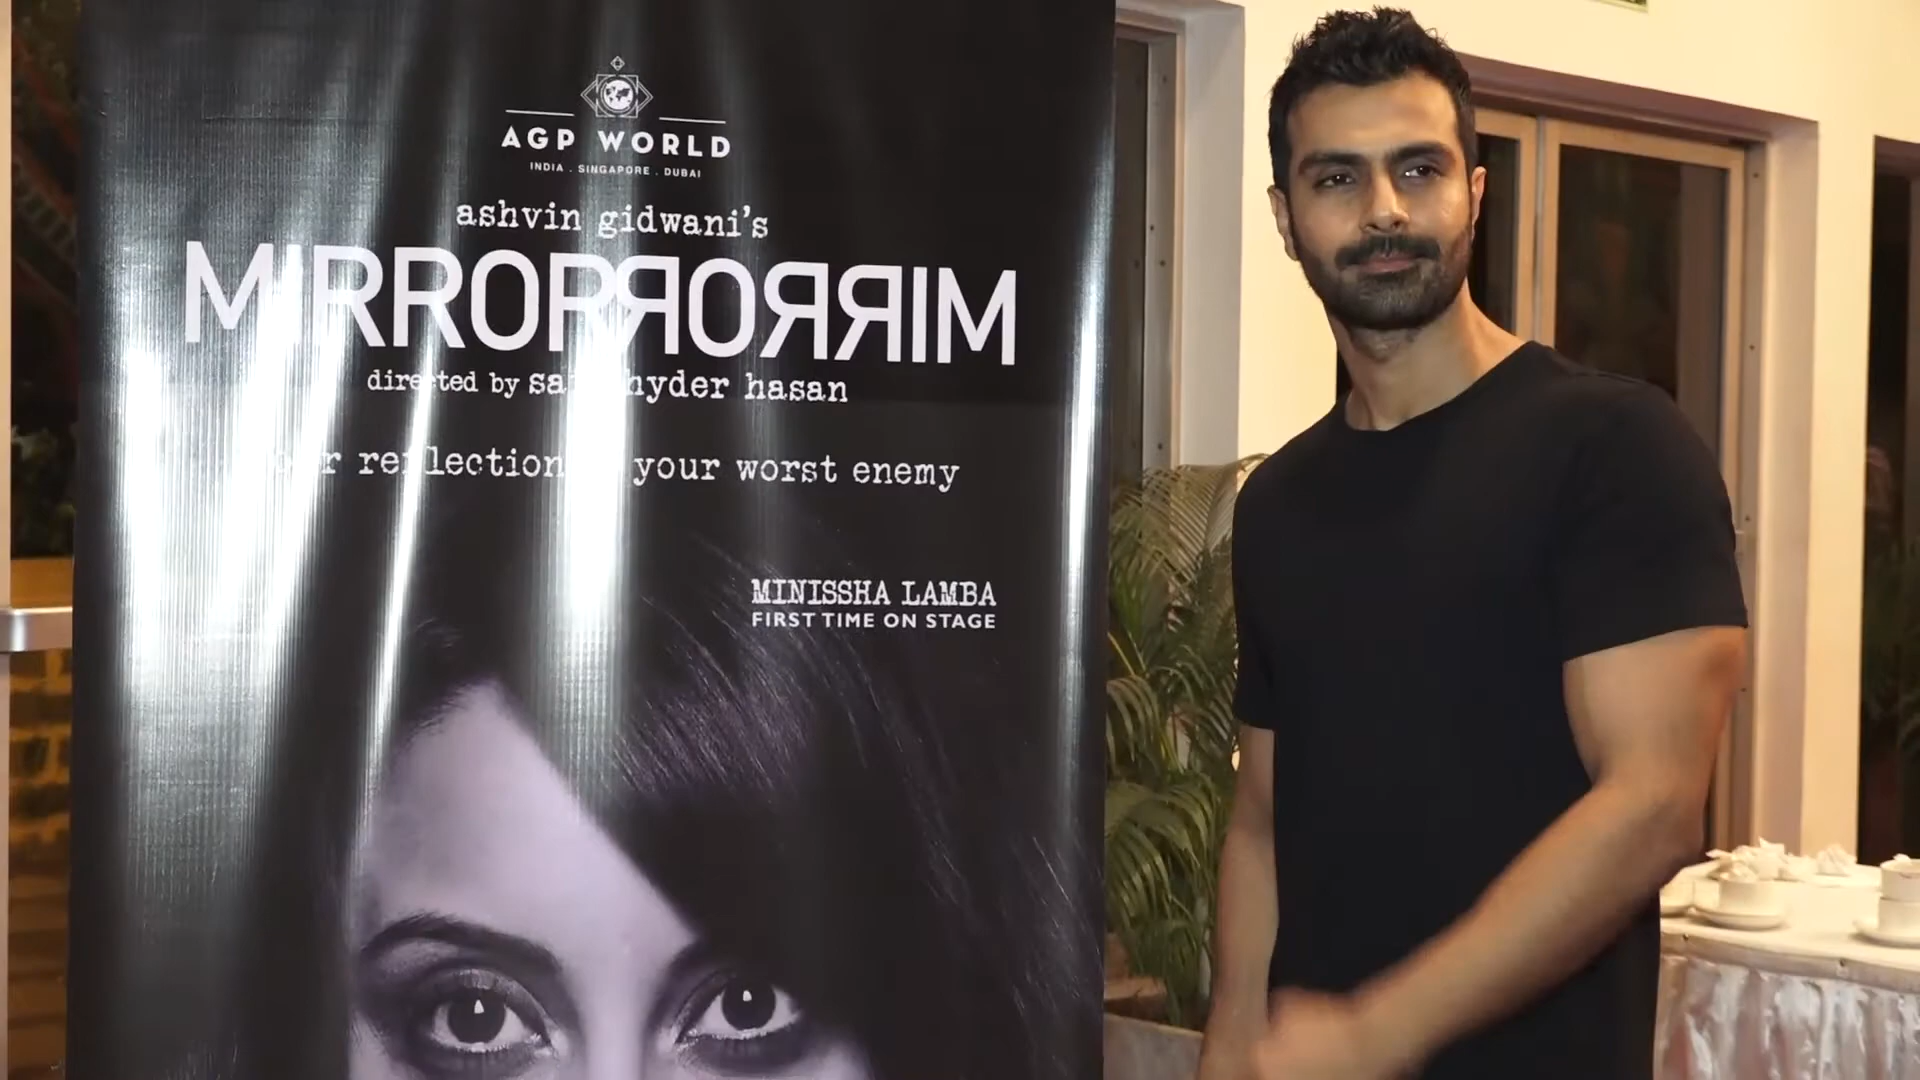 AGP WORLD
INDIA . SINGAPORE . DUBAI
ashvin gidwani's
MIRRORЯOЯЯIM
directed by hyder hasan
reflection your worst enemy
MINISSHA LAMBA
FIRST TIME ON STAGE